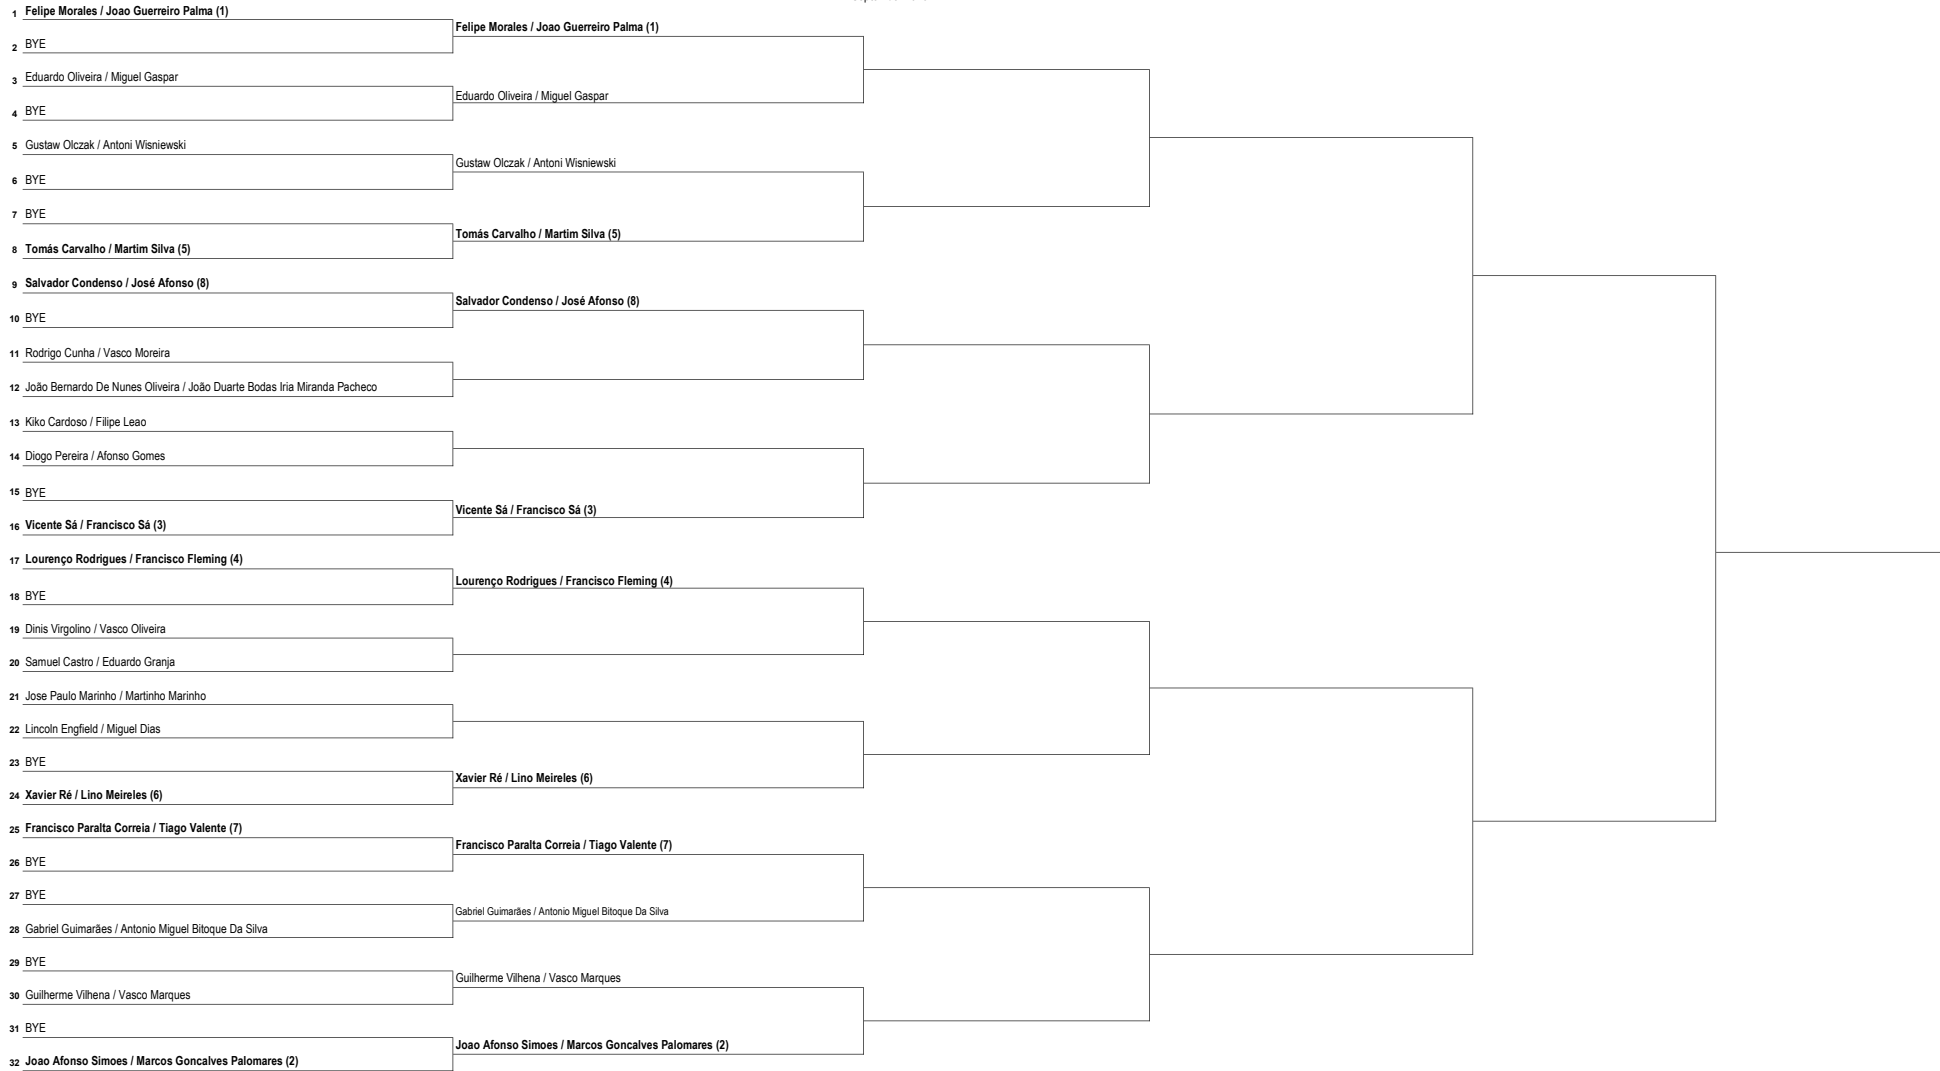 1 Felipe Morales / Joao Guerreiro Palma (1)
Felipe Morales / Joao Guerreiro Palma (1)
2 BYE
3 Eduardo Oliveira / Miguel Gaspar
Eduardo Oliveira / Miguel Gaspar
4 BYE
5 Gustaw Olczak / Antoni Wisniewski
Gustaw Olczak / Antoni Wisniewski
6 BYE
7 BYE
Tomás Carvalho / Martim Silva (5)
8 Tomás Carvalho / Martim Silva (5)
9 Salvador Condenso / José Afonso (8)
Salvador Condenso / José Afonso (8)
10 BYE
11 Rodrigo Cunha / Vasco Moreira
12 João Bernardo De Nunes Oliveira / João Duarte Bodas Iria Miranda Pacheco
13 Kiko Cardoso / Filipe Leao
14 Diogo Pereira / Afonso Gomes
15 BYE
Vicente Sá / Francisco Sá (3)
16 Vicente Sá / Francisco Sá (3)
17 Lourenço Rodrigues / Francisco Fleming (4)
Lourenço Rodrigues / Francisco Fleming (4)
18 BYE
19 Dinis Virgolino / Vasco Oliveira
20 Samuel Castro / Eduardo Granja
21 Jose Paulo Marinho / Martinho Marinho
22 Lincoln Engfield / Miguel Dias
23 BYE
Xavier Ré / Lino Meireles (6)
24 Xavier Ré / Lino Meireles (6)
25 Francisco Paralta Correia / Tiago Valente (7)
Francisco Paralta Correia / Tiago Valente (7)
26 BYE
27 BYE
Gabriel Guimarães / Antonio Miguel Bitoque Da Silva
28 Gabriel Guimarães / Antonio Miguel Bitoque Da Silva
29 BYE
Guilherme Vilhena / Vasco Marques
30 Guilherme Vilhena / Vasco Marques
31 BYE
Joao Afonso Simoes / Marcos Goncalves Palomares (2)
32 Joao Afonso Simoes / Marcos Goncalves Palomares (2)